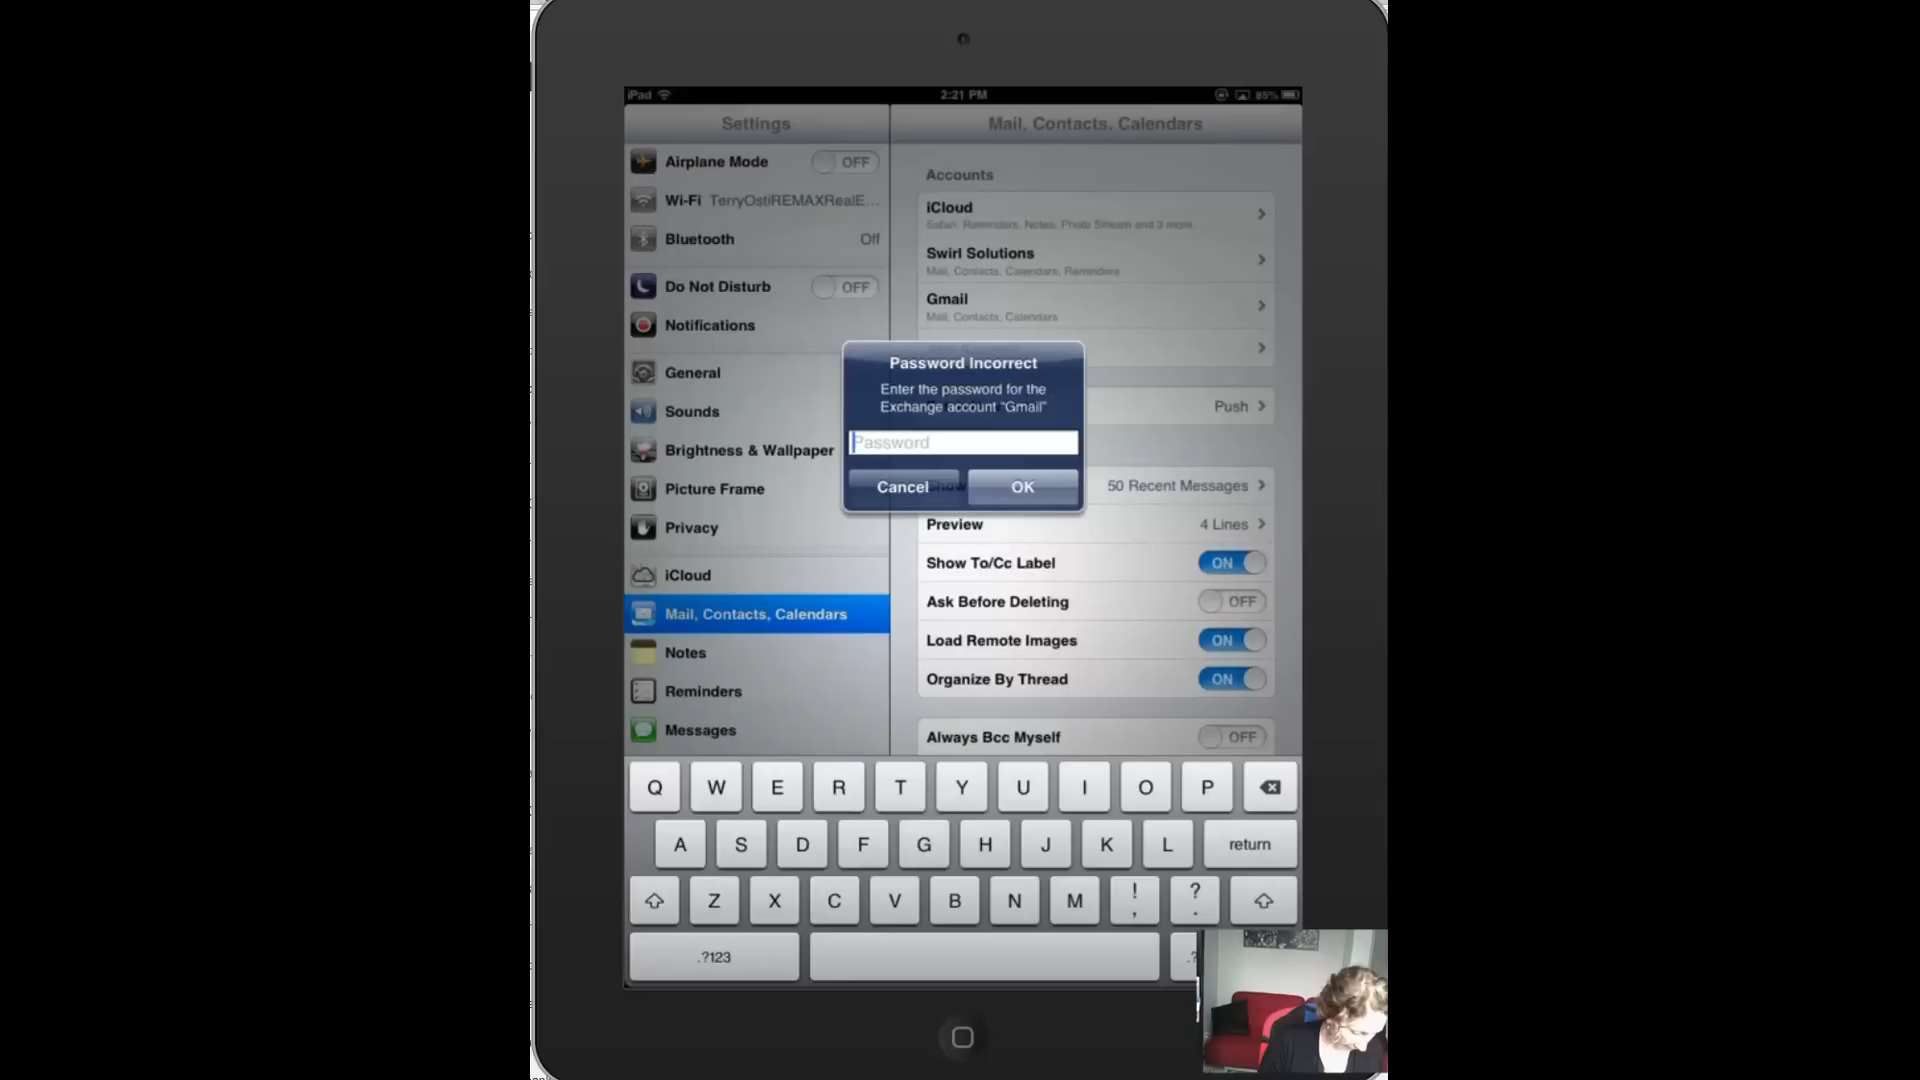 iPad
2:21 PM
85%
Settings
Mail, Contacts, Calendars
Airplane Mode OFF
Wi-Fi TerryOstiREMAXRealE...
Bluetooth Off
Do Not Disturb OFF
Notifications
General
Sounds
Brightness & Wallpaper
Picture Frame
Privacy
iCloud
Mail, Contacts, Calendars
Notes
Reminders
Messages
Accounts
iCloud
Safari, Reminders, Notes, Photo Stream and 3 more...
Swirl Solutions
Mail, Contacts, Calendars, Reminders
Gmail
Mail, Contacts, Calendars
Push
Show 50 Recent Messages
Preview 4 Lines
Show To/Cc Label ON
Ask Before Deleting OFF
Load Remote Images ON
Organize By Thread ON
Always Bcc Myself OFF
Password Incorrect
Enter the password for the
Exchange account “Gmail”
Password
Cancel OK
Q W E R T Y U I O P
A S D F G H J K L return
Z X C V B N M ! , ? .
.?123 .?